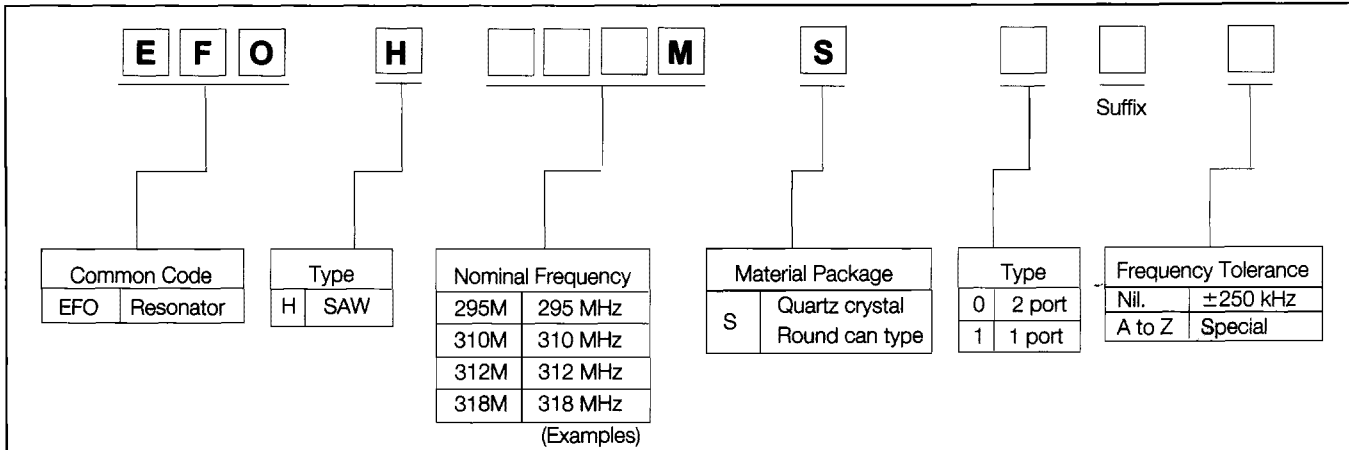 E F O H M S
Suffix
Common Code
EFO Resonator
Type
H SAW
Nominal Frequency
295M 295 MHz
310M 310 MHz
312M 312 MHz
318M 318 MHz
(Examples)
Material Package
S Quartz crystal
Round can type
Type
0 2 port
1 1 port
Frequency Tolerance
Nil. ±250 kHz
A to Z Special